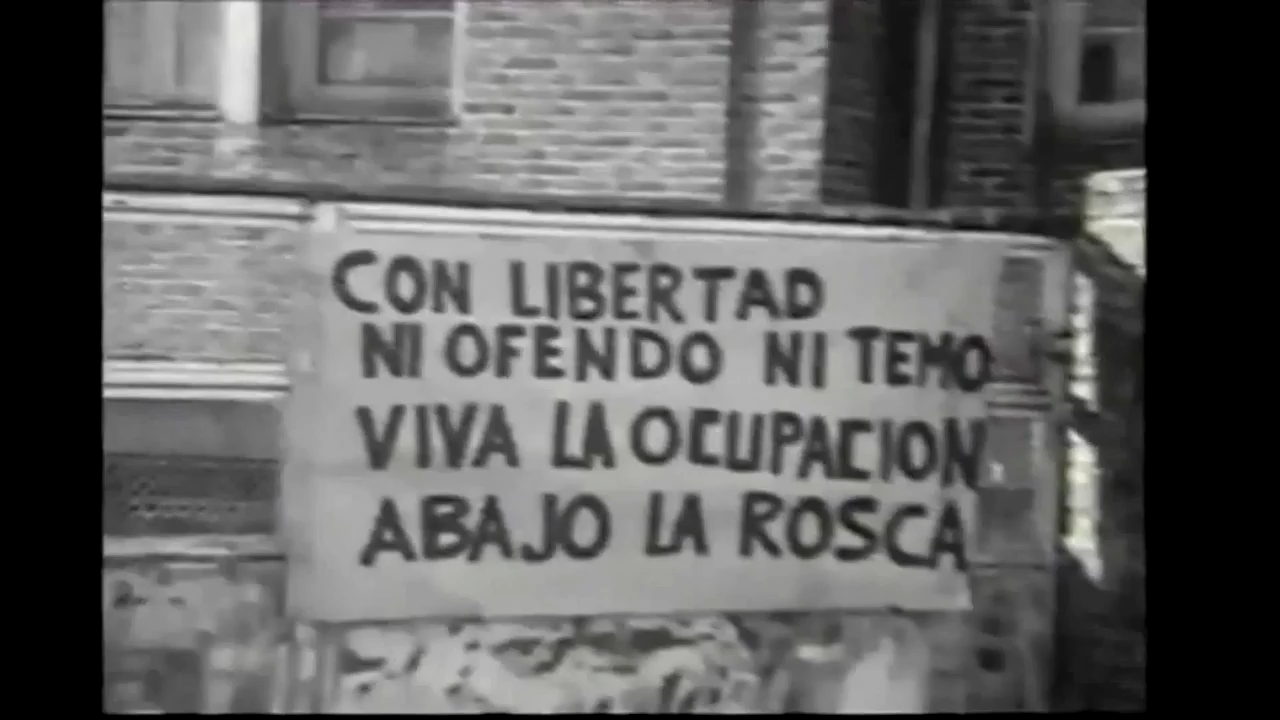 CON LIBERTAD
NI OFENDO NI TEMO
VIVA LA OCUPACION
ABAJO LA ROSCA